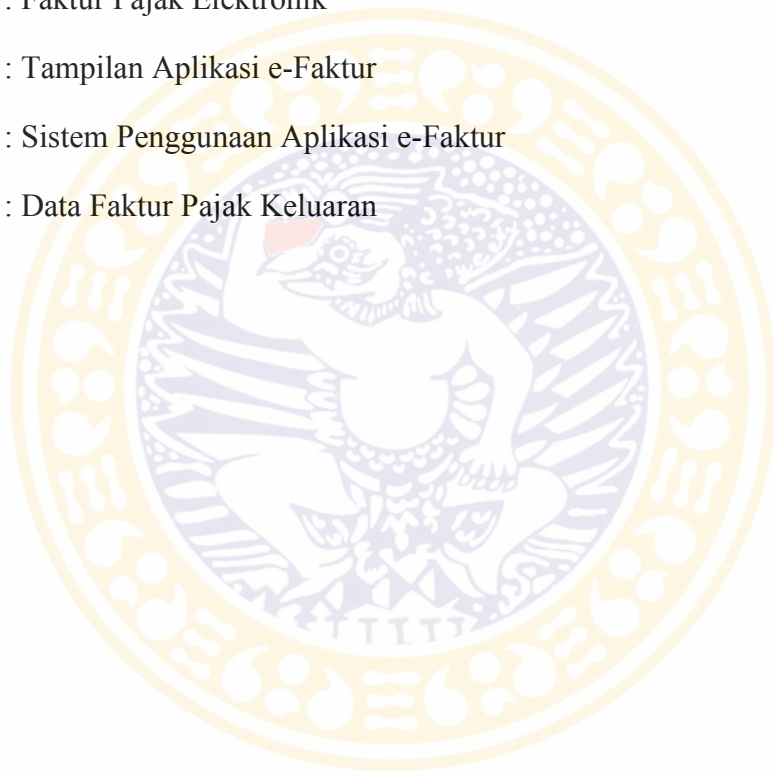 : Faktur Pajak Elektronik
: Tampilan Aplikasi e-Faktur
: Sistem Penggunaan Aplikasi e-Faktur
: Data Faktur Pajak Keluaran